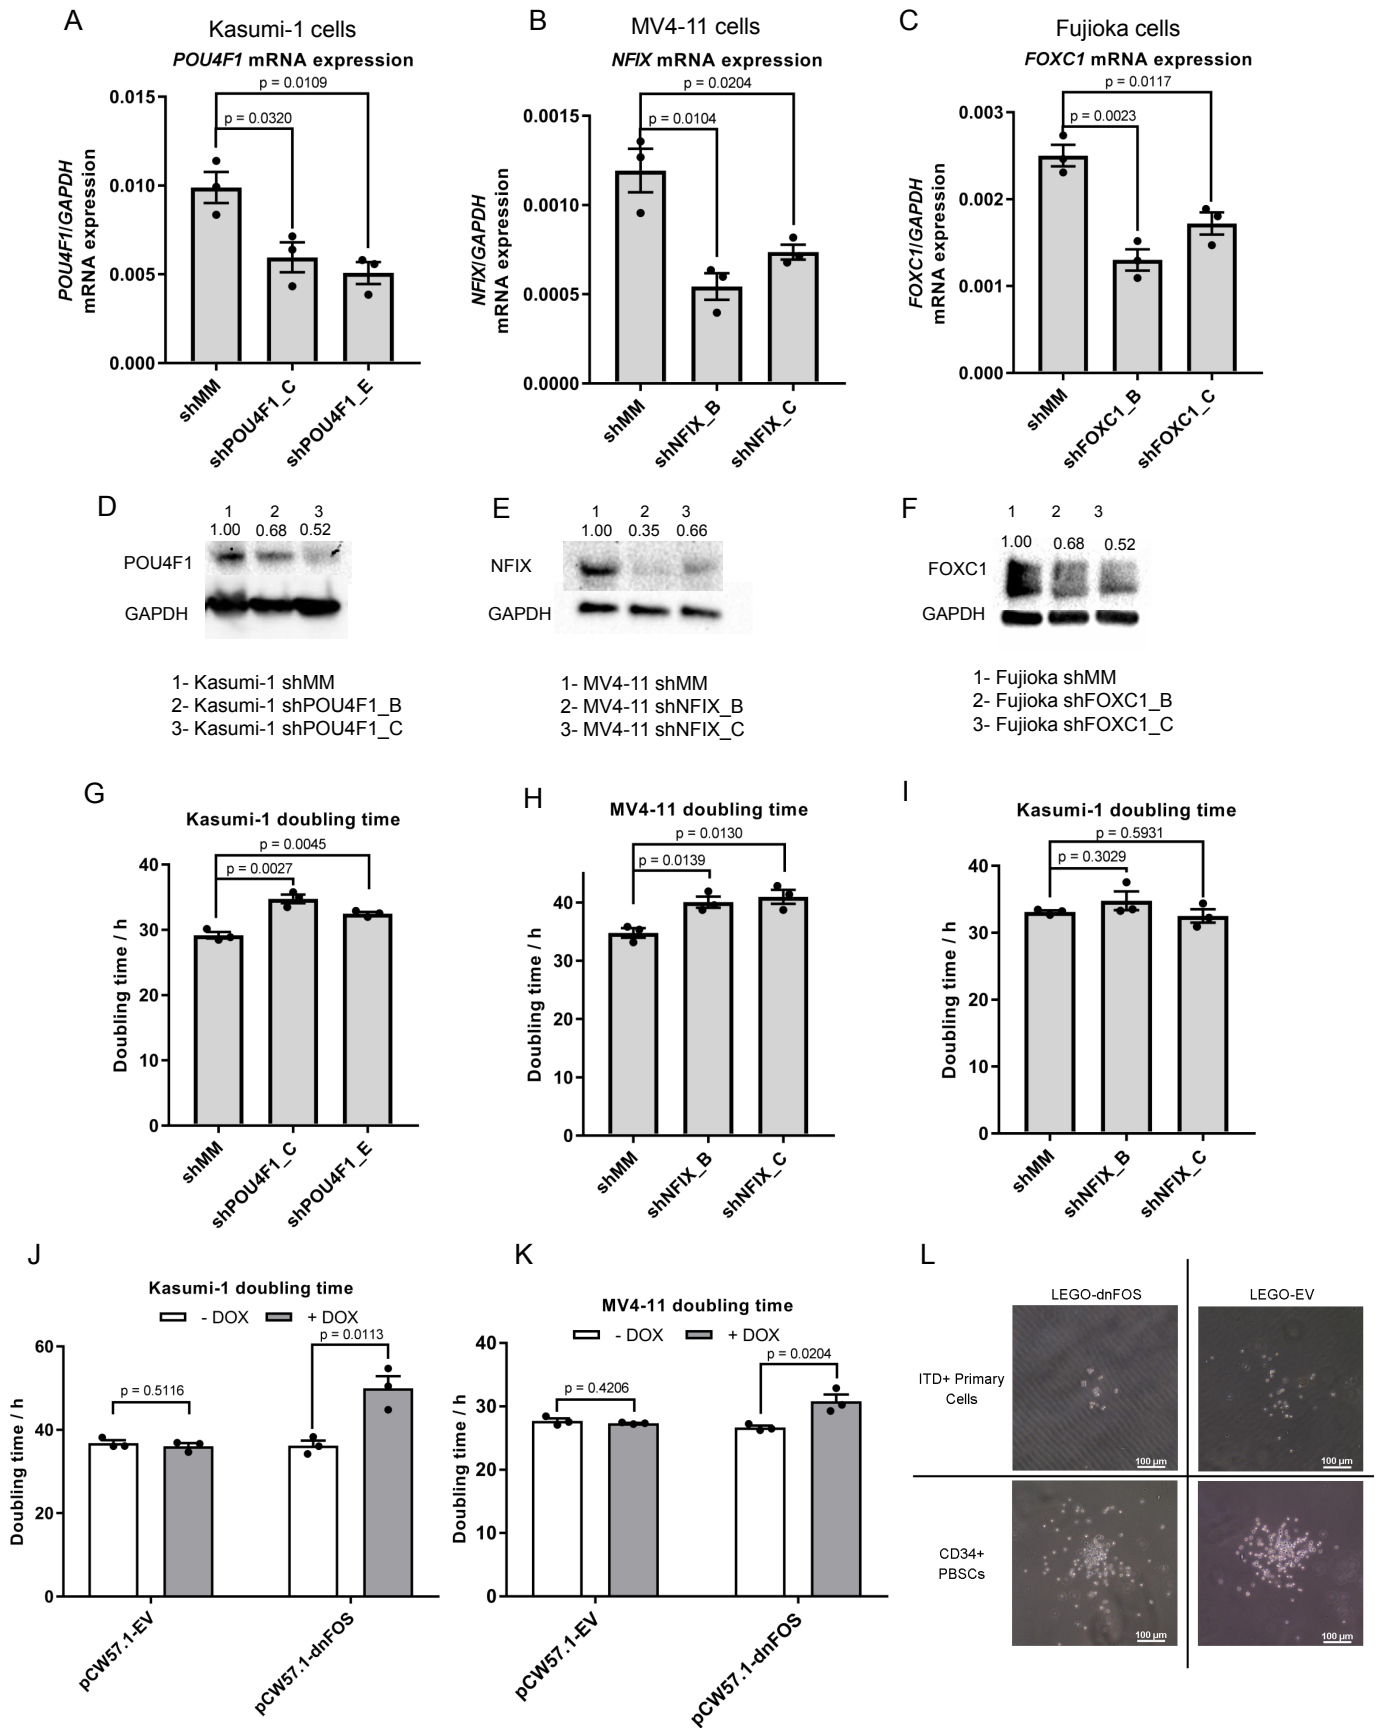 A
Kasumi-1 cells
POU4F1 mRNA expression
p = 0.0109
p = 0.0320
0.015
0.010
0.005
0.000
POU4F1/GAPDH
mRNA expression
shMM
shPOU4F1_C
shPOU4F1_E
B
MV4-11 cells
NFIX mRNA expression
p = 0.0204
p = 0.0104
0.0015
0.0010
0.0005
0.0000
NFIX/GAPDH
mRNA expression
shMM
shNFIX_B
shNFIX_C
C
Fujioka cells
FOXC1 mRNA expression
p = 0.0117
p = 0.0023
0.003
0.002
0.001
0.000
FOXC1/GAPDH
mRNA expression
shMM
shFOXC1_B
shFOXC1_C
D
1 2 3
1.00 0.68 0.52
POU4F1
GAPDH
1- Kasumi-1 shMM
2- Kasumi-1 shPOU4F1_B
3- Kasumi-1 shPOU4F1_C
E
1 2 3
1.00 0.35 0.66
NFIX
GAPDH
1- MV4-11 shMM
2- MV4-11 shNFIX_B
3- MV4-11 shNFIX_C
F
1 2 3
1.00 0.68 0.52
FOXC1
GAPDH
1- Fujioka shMM
2- Fujioka shFOXC1_B
3- Fujioka shFOXC1_C
G
Kasumi-1 doubling time
p = 0.0045
p = 0.0027
40
30
20
10
0
Doubling time / h
shMM
shPOU4F1_C
shPOU4F1_E
H
MV4-11 doubling time
p = 0.0130
p = 0.0139
40
30
20
10
0
Doubling time / h
shMM
shNFIX_B
shNFIX_C
I
Kasumi-1 doubling time
p = 0.5931
p = 0.3029
40
30
20
10
0
Doubling time / h
shMM
shNFIX_B
shNFIX_C
J
Kasumi-1 doubling time
- DOX + DOX
p = 0.0113
p = 0.5116
60
40
20
0
Doubling time / h
pCW57.1-EV
pCW57.1-dnFOS
K
MV4-11 doubling time
- DOX + DOX
p = 0.0204
p = 0.4206
40
30
20
10
0
Doubling time / h
pCW57.1-EV
pCW57.1-dnFOS
L
LEGO-dnFOS LEGO-EV
ITD+ Primary
Cells
100 µm
100 µm
CD34+
PBSCs
100 µm
100 µm